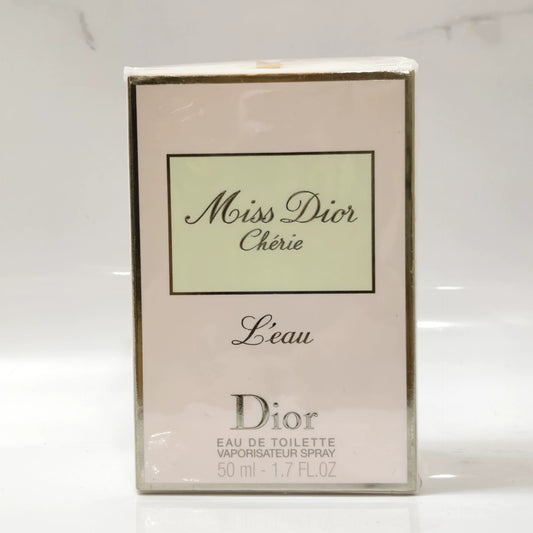 Miss Dior
Chérie
L'eau
Dior
EAU DE TOILETTE
VAPORISATEUR SPRAY
50 ml - 1.7 FL.OZ